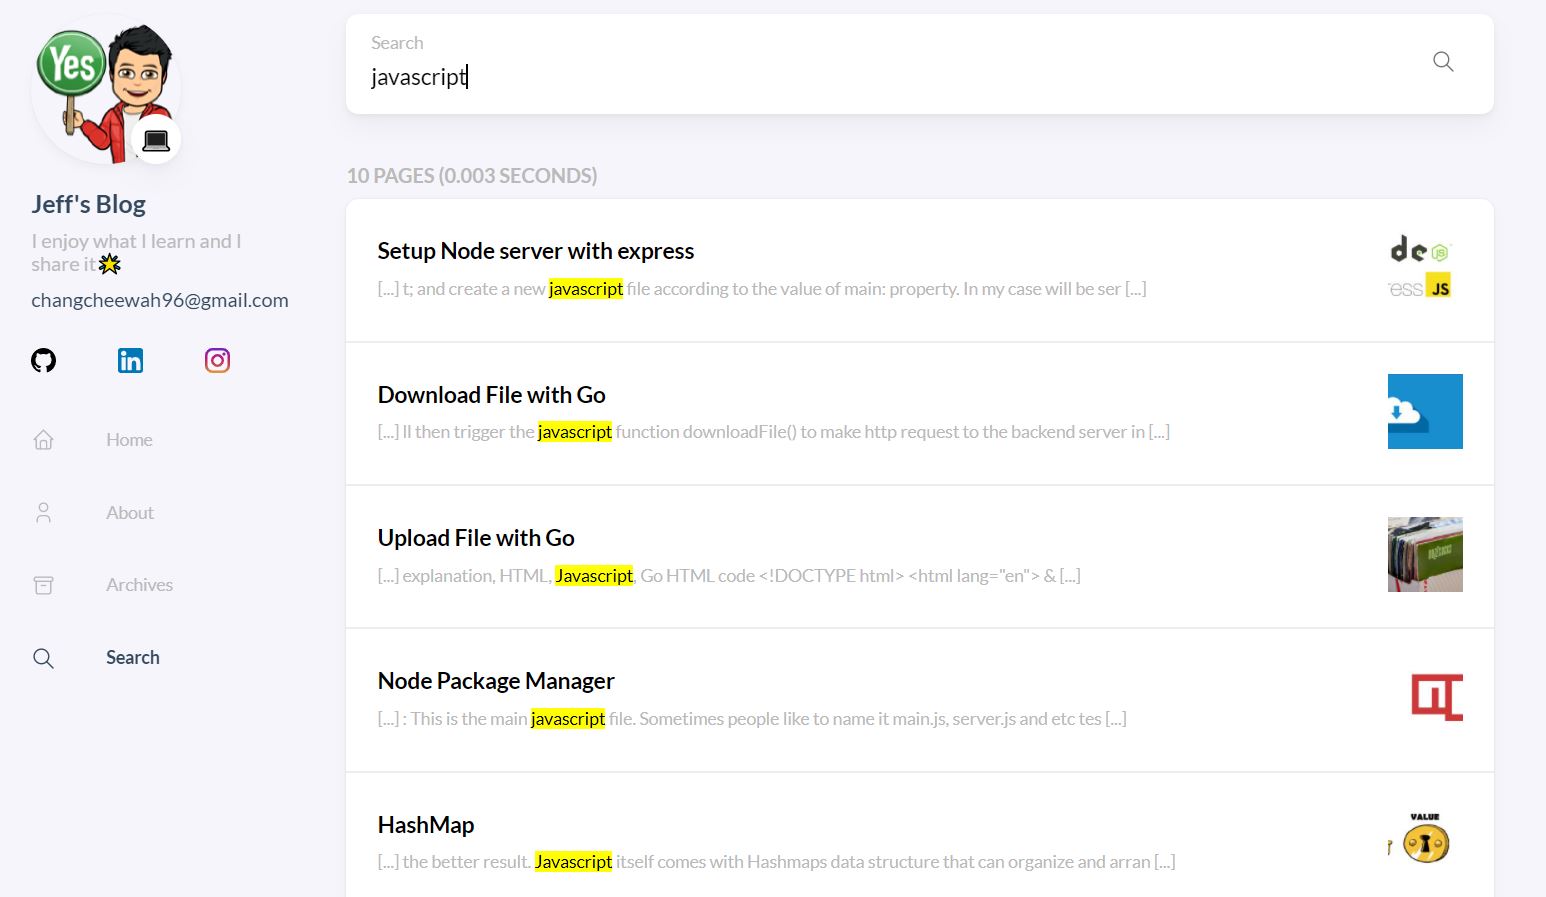 Yes
Jeff's Blog
I enjoy what I learn and I
share it
changcheewah96@gmail.com
Home
About
Archives
Search
Search
javascript
10 PAGES (0.003 SECONDS)
Setup Node server with express
[...] t; and create a new javascript file according to the value of main: property. In my case will be ser [...]
de JS
ess JS
Download File with Go
[...] ll then trigger the javascript function downloadFile() to make http request to the backend server in [...]
Upload File with Go
[...] explanation, HTML, Javascript, Go HTML code <!DOCTYPE html> <html lang="en"> & [...]
Node Package Manager
[...] : This is the main javascript file. Sometimes people like to name it main.js, server.js and etc tes [...]
HashMap
[...] the better result. Javascript itself comes with Hashmaps data structure that can organize and arran [...]
VALUE